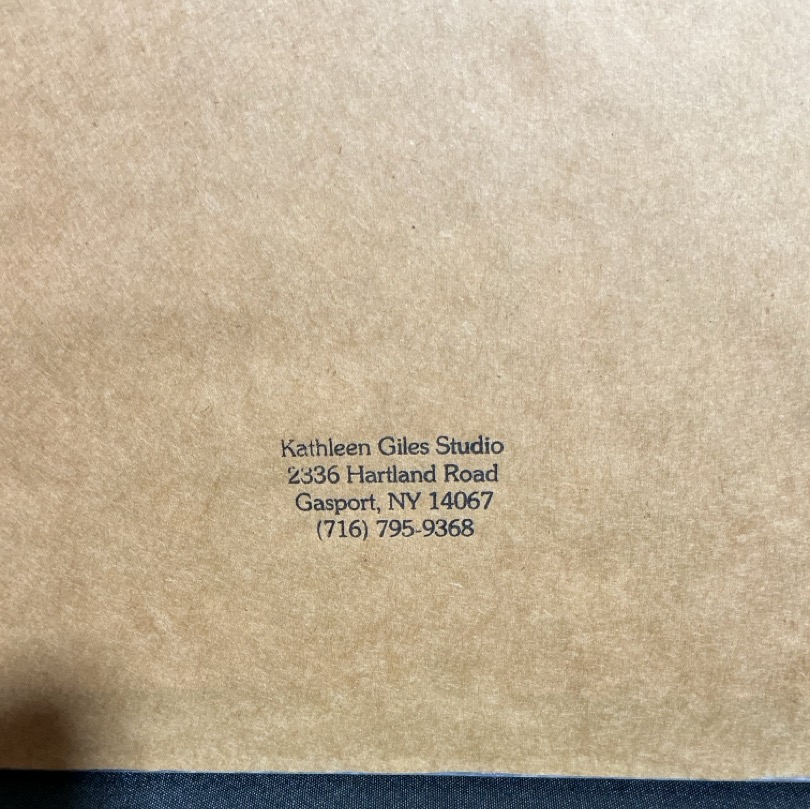 Kathleen Giles Studio
2336 Hartland Road
Gasport, NY 14067
(716) 795-9368